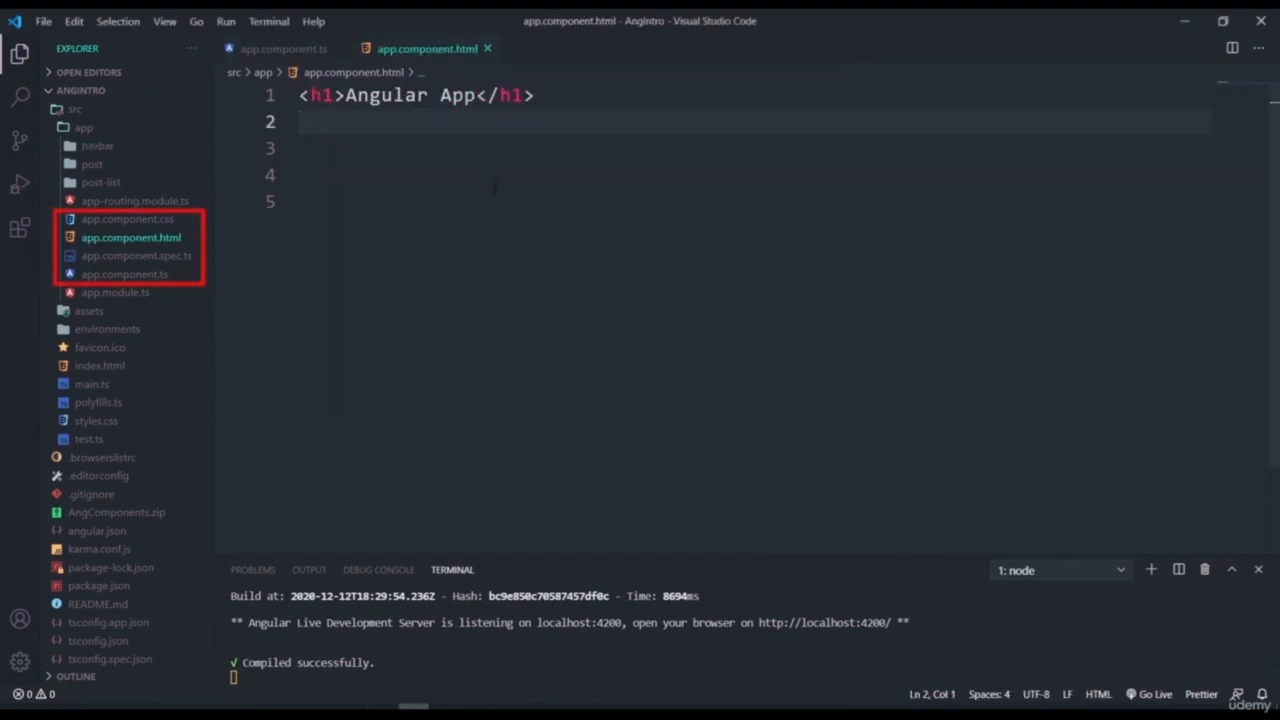 File Edit Selection View Go Run Terminal Help
app.component.html - AngIntro - Visual Studio Code
EXPLORER
OPEN EDITORS
ANGINTRO
src
app
navbar
post
post-list
app-routing.module.ts
app.component.css
app.component.html
app.component.spec.ts
app.component.ts
app.module.ts
assets
environments
favicon.ico
index.html
main.ts
polyfills.ts
styles.css
test.ts
.browserslistrc
.editorconfig
.gitignore
AngComponents.zip
angular.json
karma.conf.js
package-lock.json
package.json
README.md
tsconfig.app.json
tsconfig.json
tsconfig.spec.json
OUTLINE
app.component.ts app.component.html
src > app > app.component.html > ...
1 <h1>Angular App</h1>
2
3
4
5
PROBLEMS OUTPUT DEBUG CONSOLE TERMINAL 1: node
Build at: 2020-12-12T18:29:54.236Z - Hash: bc9e850c70587457df0c - Time: 8694ms
** Angular Live Development Server is listening on localhost:4200, open your browser on http://localhost:4200/ **
√ Compiled successfully.
0 0 Ln 2, Col 1 Spaces: 4 UTF-8 LF HTML Go Live Prettier
udemy